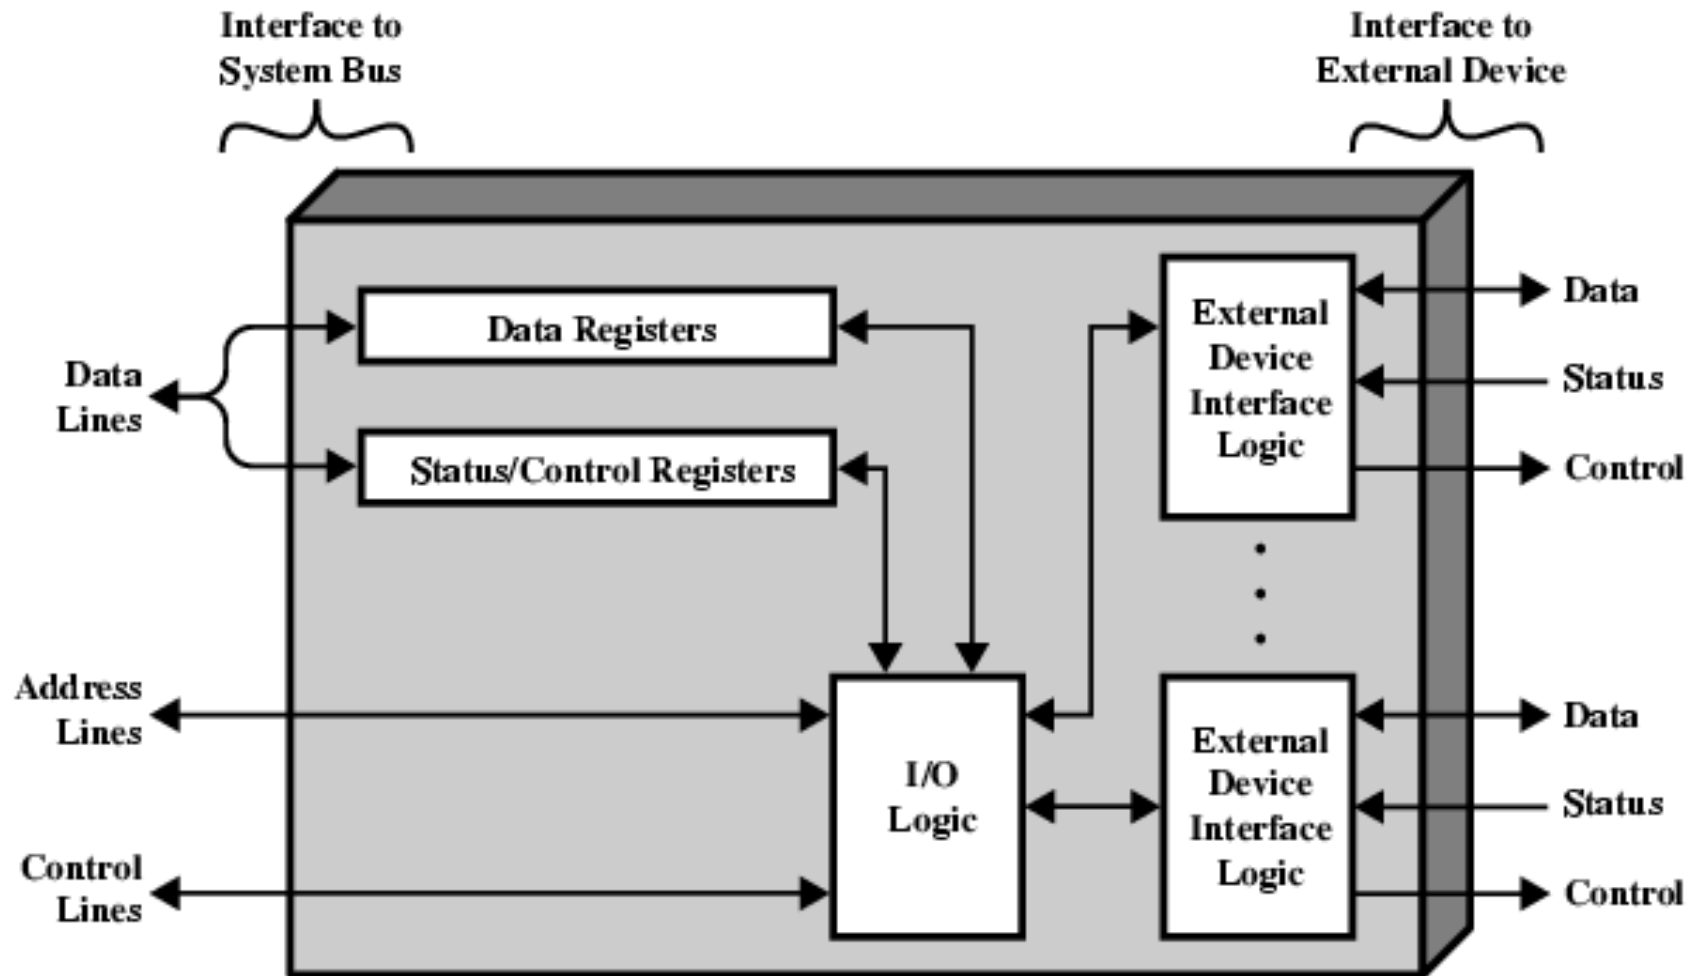 Interface to
System Bus
Interface to
External Device
Data Registers
Status/Control Registers
Data
Lines
Address
Lines
Control
Lines
I/O
Logic
External
Device
Interface
Logic
Data
Status
Control
External
Device
Interface
Logic
Data
Status
Control